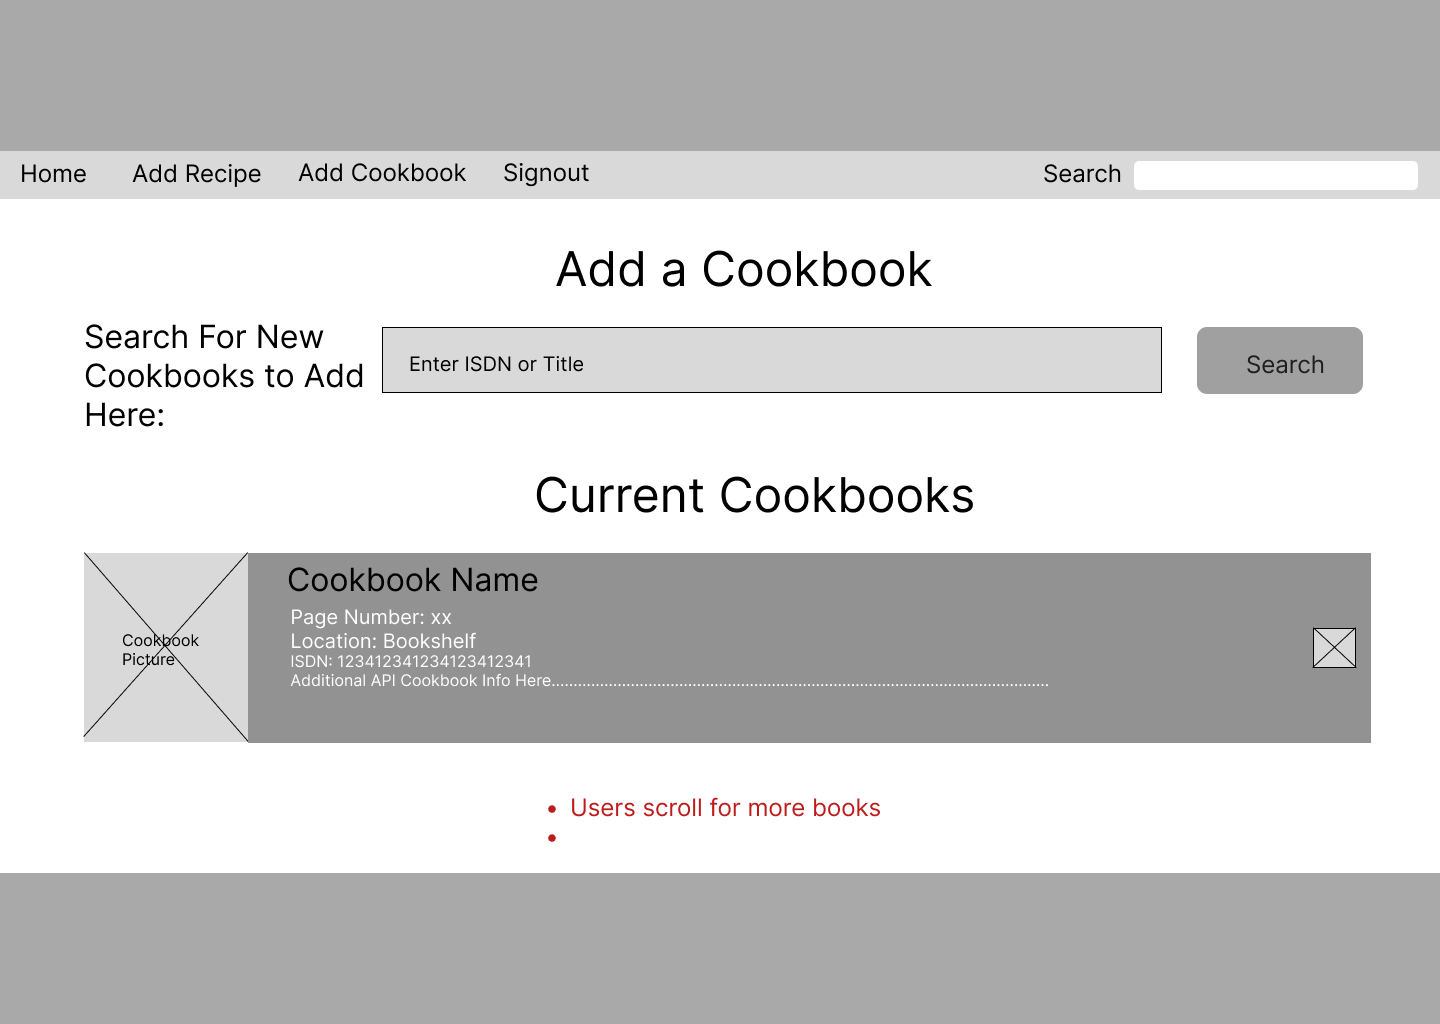 Home Add Recipe Add Cookbook Signout Search
Add a Cookbook
Search For New
Cookbooks to Add
Here:
Enter ISDN or Title
Search
Current Cookbooks
Cookbook
Picture
Cookbook Name
Page Number: xx
Location: Bookshelf
ISDN: 123412341234123412341
Additional API Cookbook Info Here.................................................................................................................
• Users scroll for more books
•